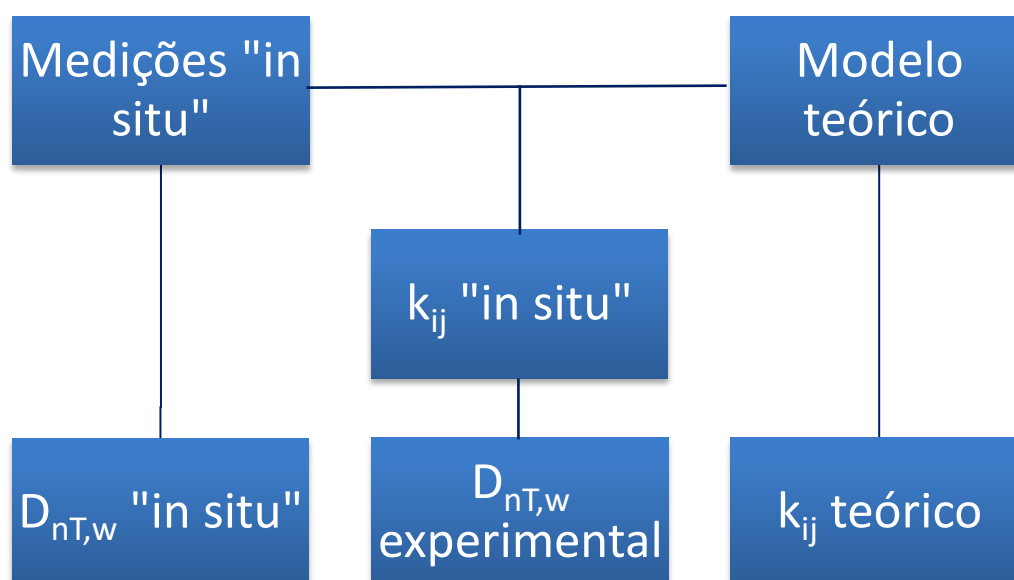 Medições "in
situ"
Modelo
teórico
kij "in situ"
DnT,w "in situ"
DnT,w
experimental
kij teórico